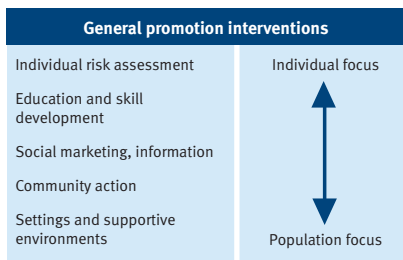 General promotion interventions
Individual risk assessment
Individual focus
Education and skill
development
Social marketing, information
Community action
Settings and supportive
environments
Population focus